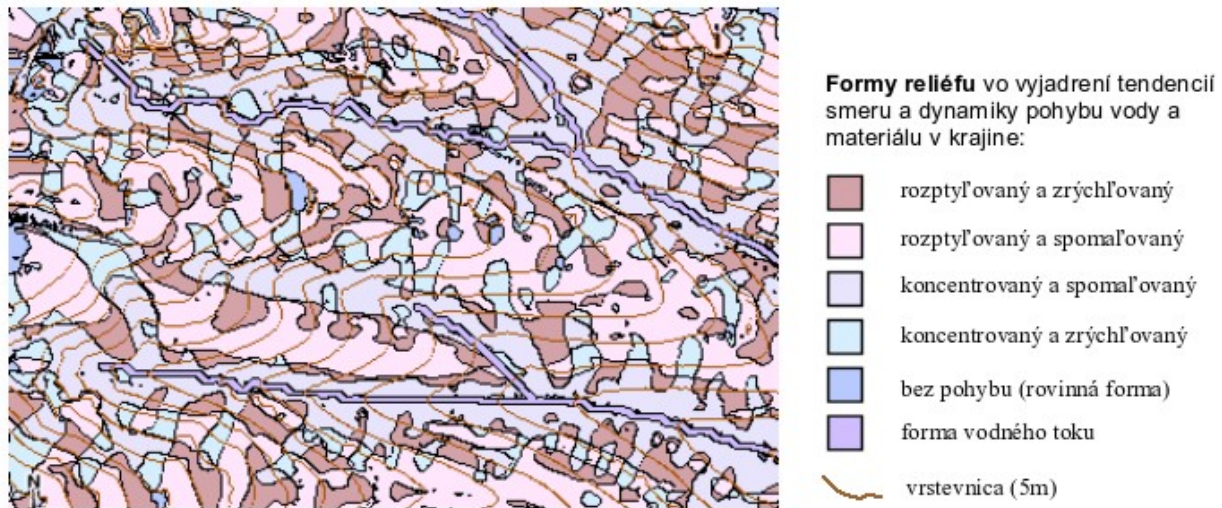 Formy reliéfu vo vyjadrení tendencií
smeru a dynamiky pohybu vody a
materiálu v krajine:
rozptyľovaný a zrýchľovaný
rozptyľovaný a spomaľovaný
koncentrovaný a spomaľovaný
koncentrovaný a zrýchľovaný
bez pohybu (rovinná forma)
forma vodného toku
vrstevnica (5m)
N